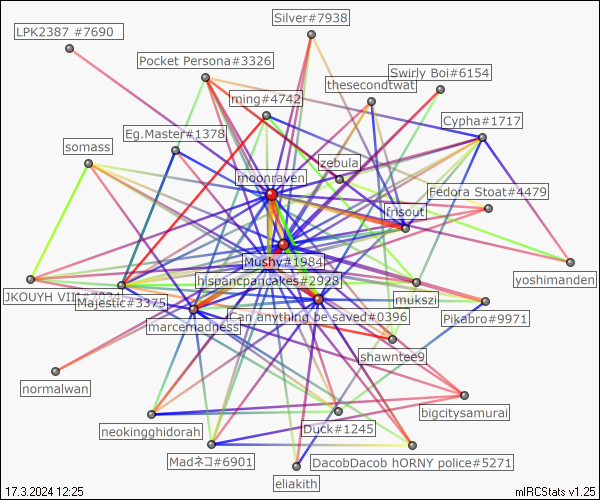 Silver#7938
LPK2387 #7690
Pocket Persona#3326
Swirly Boi#6154
thesecondtwat
ming#4742
Cypha#1717
Eg.Master#1378
somass
zebula
moonraven
Fedora Stoat#4479
frisout
Mushy#1984
hispancpancakes#2928
yoshimanden
JKOUYH VII
Majestic#3375
mukszi
Can anything be saved#0396
Pikabro#9971
marcemadness
shawntee9
normalwan
bigcitysamurai
neokingghidorah
Duck#1245
Madネコ#6901
DacobDacob hORNY police#5271
eliakith
17.3.2024 12:25
mIRCStats v1.25